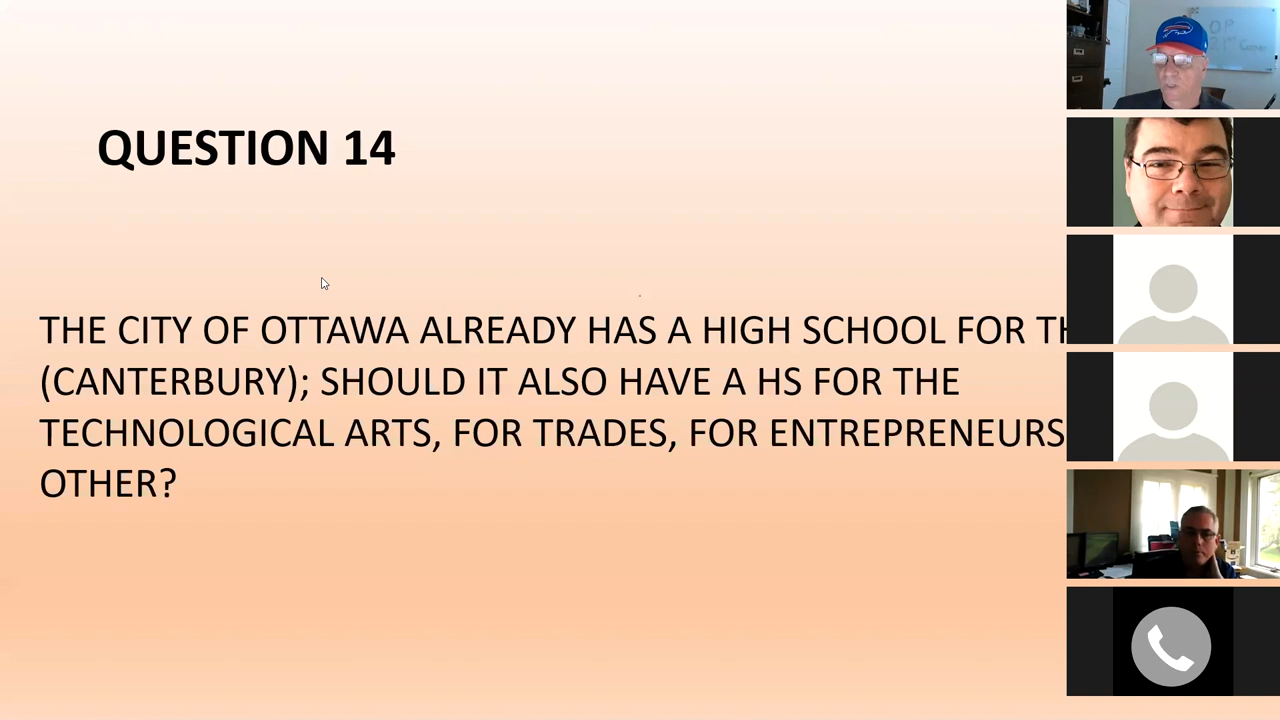 QUESTION 14
THE CITY OF OTTAWA ALREADY HAS A HIGH SCHOOL FOR
(CANTERBURY); SHOULD IT ALSO HAVE A HS FOR THE
TECHNOLOGICAL ARTS, FOR TRADES, FOR ENTREPRENEURS
OTHER?
OP